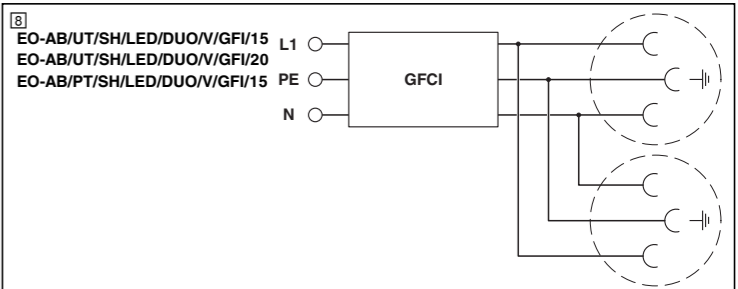 8
EO-AB/UT/SH/LED/DUO/V/GFI/15
EO-AB/UT/SH/LED/DUO/V/GFI/20
EO-AB/PT/SH/LED/DUO/V/GFI/15
L1
PE
N
GFCI